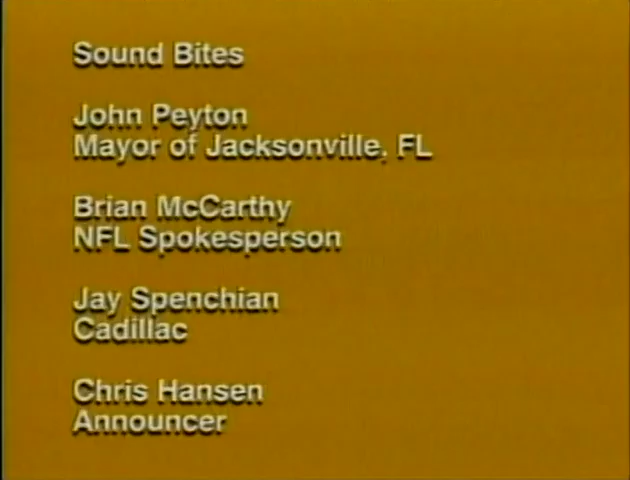 Sound Bites
John Peyton
Mayor of Jacksonville, FL
Brian McCarthy
NFL Spokesperson
Jay Spenchian
Cadillac
Chris Hansen
Announcer